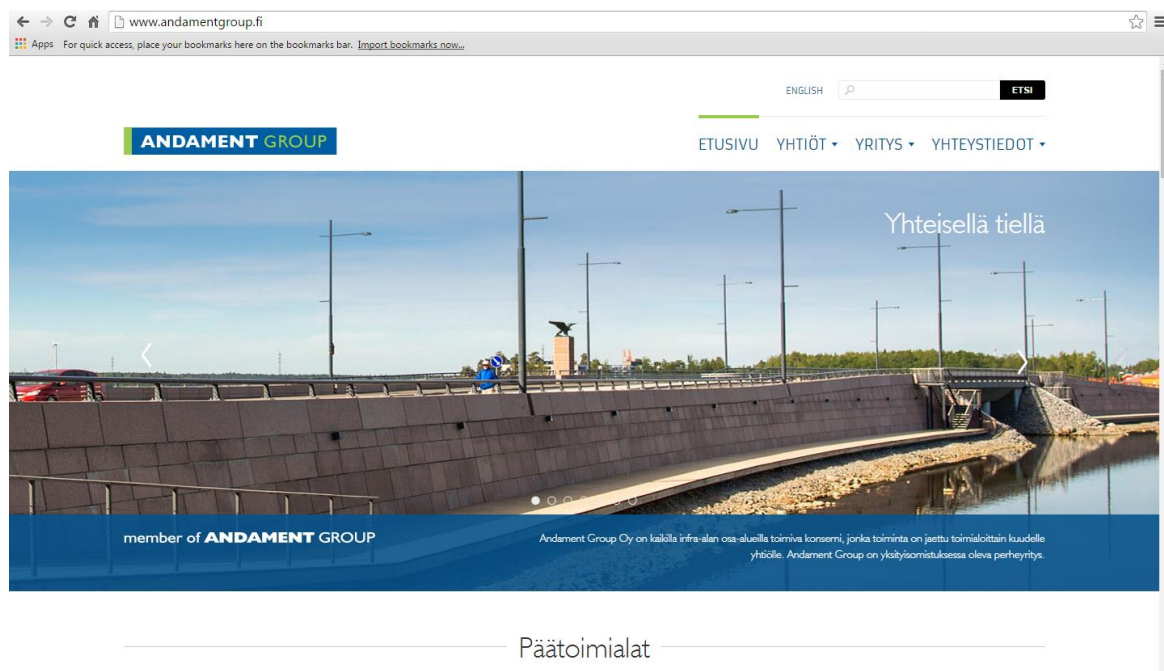 www.andamentgroup.fi
Apps For quick access, place your bookmarks here on the bookmarks bar. Import bookmarks now...
ENGLISH ETSI
ANDAMENT GROUP
ETUSIVU YHTIÖT YRITYS YHTEYSTIEDOT
Yhteisellä tiellä
member of ANDAMENT GROUP
Andament Group Oy on kaikilla infra-alan osa-alueilla toimiva konserni, jonka toiminta on jaettu toimialoittain kuudelle
yhtiölle. Andament Group on yksityisomistuksessa oleva perheyritys.
Päätoimialat